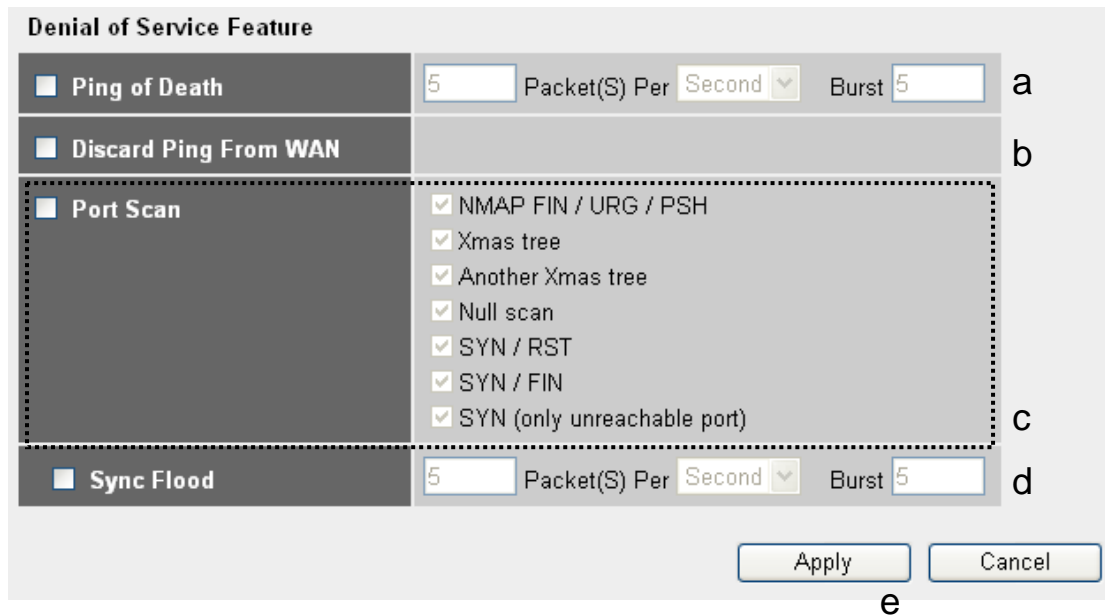 Denial of Service Feature
Ping of Death 5 Packet(S) Per Second Burst 5 a
Discard Ping From WAN b
Port Scan NMAP FIN / URG / PSH
Xmas tree
Another Xmas tree
Null scan
SYN / RST
SYN / FIN
SYN (only unreachable port) c
Sync Flood 5 Packet(S) Per Second Burst 5 d
Apply Cancel
e